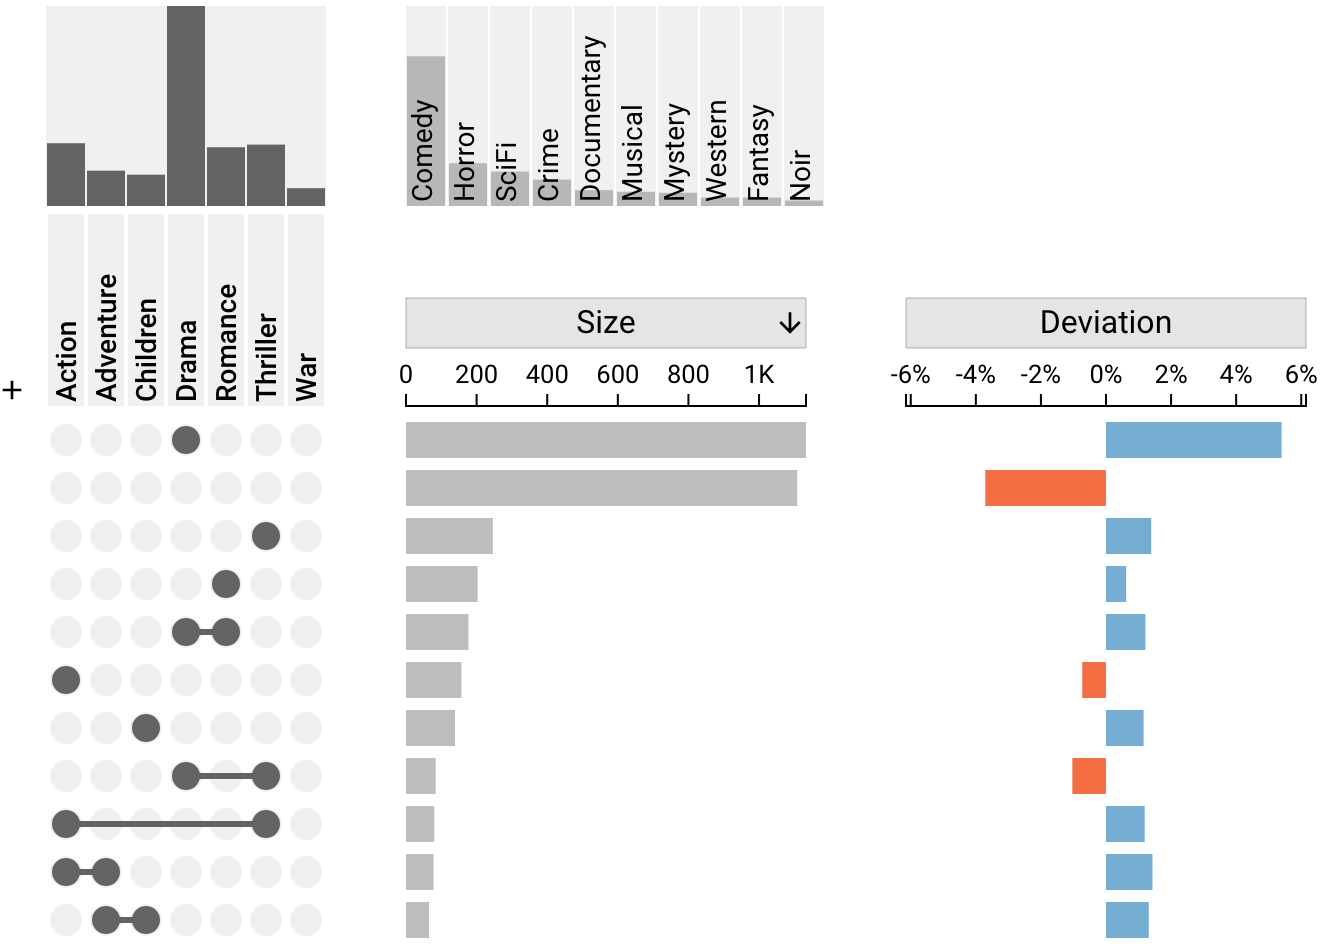 Comedy
Horror
SciFi
Crime
Documentary
Musical
Mystery
Western
Fantasy
Noir
+
Action
Adventure
Children
Drama
Romance
Thriller
War
Size ↓
Deviation
0 200 400 600 800 1K
-6% -4% -2% 0% 2% 4% 6%